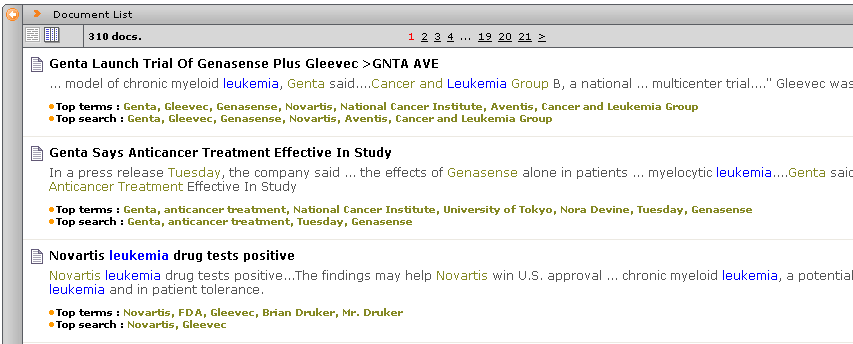 Document List
310 docs.
1 2 3 4 ... 19 20 21 >
Genta Launch Trial Of Genasense Plus Gleevec >GNTA AVE
... model of chronic myeloid leukemia, Genta said....Cancer and Leukemia Group B, a national ... multicenter trial...." Gleevec was
Top terms : Genta, Gleevec, Genasense, Novartis, National Cancer Institute, Aventis, Cancer and Leukemia Group
Top search : Genta, Gleevec, Genasense, Novartis, Aventis, Cancer and Leukemia Group
Genta Says Anticancer Treatment Effective In Study
In a press release Tuesday, the company said ... the effects of Genasense alone in patients ... myelocytic leukemia....Genta said
Anticancer Treatment Effective In Study
Top terms : Genta, anticancer treatment, National Cancer Institute, University of Tokyo, Nora Devine, Tuesday, Genasense
Top search : Genta, anticancer treatment, Tuesday, Genasense
Novartis leukemia drug tests positive
Novartis leukemia drug tests positive...The findings may help Novartis win U.S. approval ... chronic myeloid leukemia, a potential
leukemia and in patient tolerance.
Top terms : Novartis, FDA, Gleevec, Brian Druker, Mr. Druker
Top search : Novartis, Gleevec